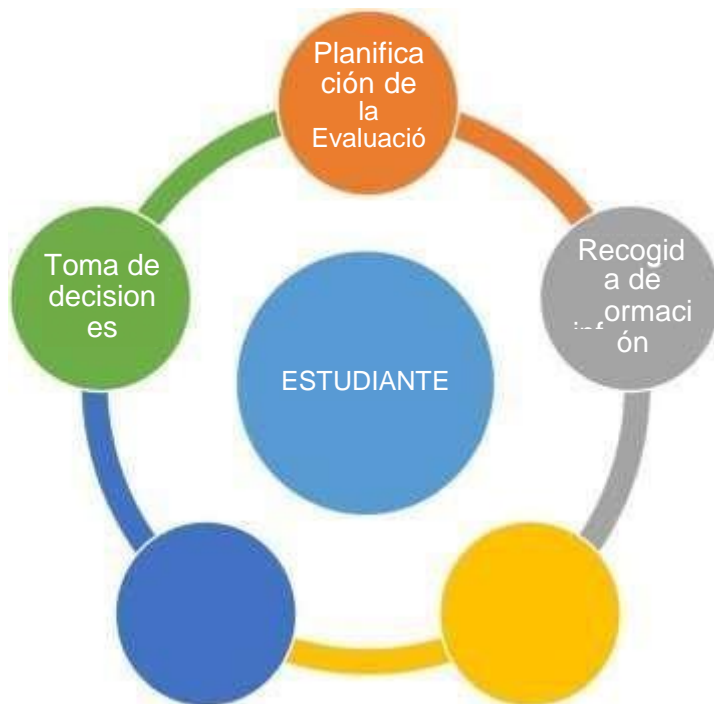 Planifica
ción de
la
Evaluació
Toma de
decision
es
Recogid
a de
ormaci
ón
ESTUDIANTE